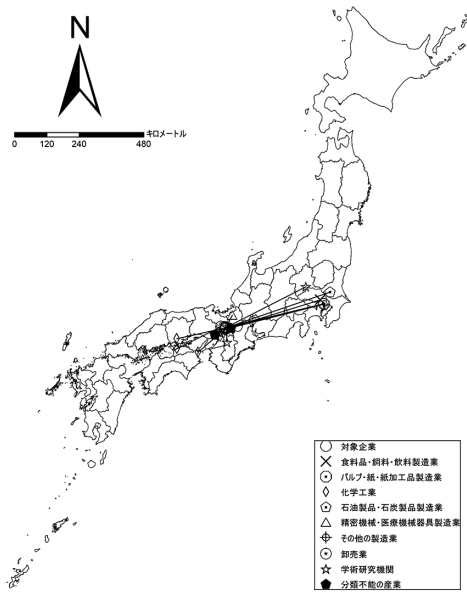 N
キロメートル
0 120 240 480
対象企業
食料品・飼料・飲料製造業
パルプ・紙・紙加工品製造業
化学工業
石油製品・石炭製品製造業
精密機械・医療機械器具製造業
その他の製造業
卸売業
学術研究機関
分類不能の産業